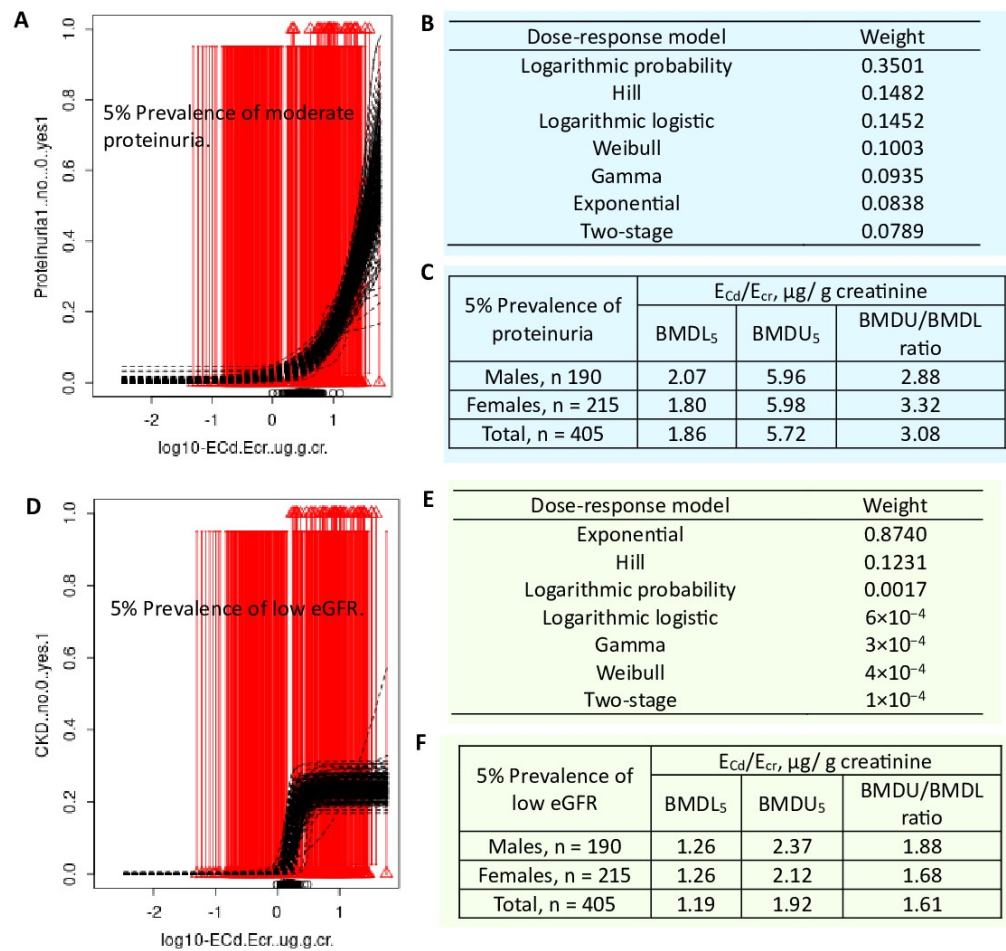 A
1.0
0.8
0.6
0.4
0.2
0.0
Proteinuria1..no...0..yes1
5% Prevalence of moderate
proteinuria.
-2 -1 0 1
log10-ECd.Ecr..ug.g.cr.
B
Dose-response model Weight
Logarithmic probability 0.3501
Hill 0.1482
Logarithmic logistic 0.1452
Weibull 0.1003
Gamma 0.0935
Exponential 0.0838
Two-stage 0.0789
C
5% Prevalence of
proteinuria
E_Cd/E_cr, µg/ g creatinine
BMDL₅ BMDU₅ BMDU/BMDL
ratio
Males, n 190 2.07 5.96 2.88
Females, n = 215 1.80 5.98 3.32
Total, n = 405 1.86 5.72 3.08
D
1.0
0.8
0.6
0.4
0.2
0.0
CKD..no.0..yes.1
5% Prevalence of low eGFR.
-2 -1 0 1
log10-ECd.Ecr..ug.g.cr.
E
Dose-response model Weight
Exponential 0.8740
Hill 0.1231
Logarithmic probability 0.0017
Logarithmic logistic 6×10⁻⁴
Gamma 3×10⁻⁴
Weibull 4×10⁻⁴
Two-stage 1×10⁻⁴
F
5% Prevalence of
low eGFR
E_Cd/E_cr, µg/ g creatinine
BMDL₅ BMDU₅ BMDU/BMDL
ratio
Males, n = 190 1.26 2.37 1.88
Females, n = 215 1.26 2.12 1.68
Total, n = 405 1.19 1.92 1.61